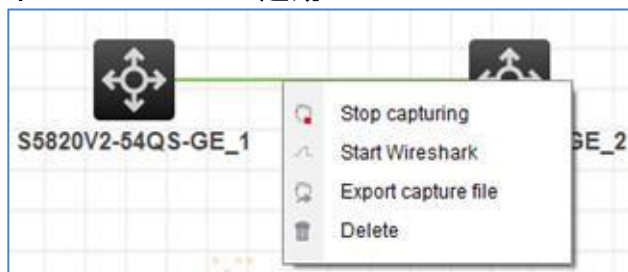 Stop capturing
S5820V2-54QS-GE_1
GE_2
Start Wireshark
Export capture file
Delete